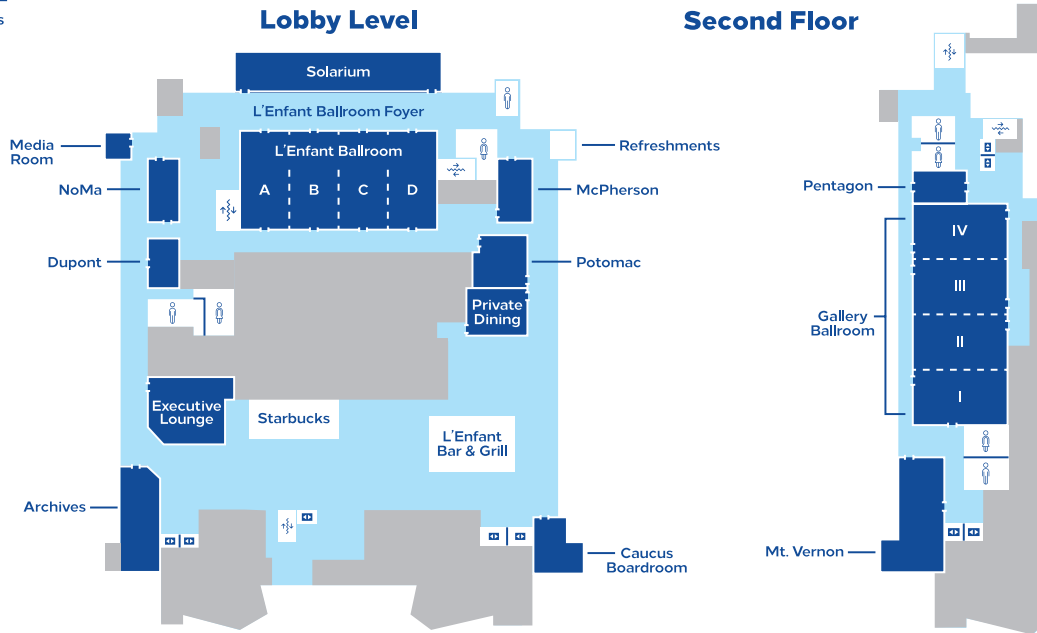 s
Lobby Level
Second Floor
Solarium
L'Enfant Ballroom Foyer
Media
Room
L'Enfant Ballroom
Refreshments
NoMa
A
B
C
D
McPherson
Pentagon
IV
Dupont
Potomac
III
Private
Dining
Gallery
Ballroom
II
I
Executive
Lounge
Starbucks
L'Enfant
Bar & Grill
Archives
Caucus
Boardroom
Mt. Vernon